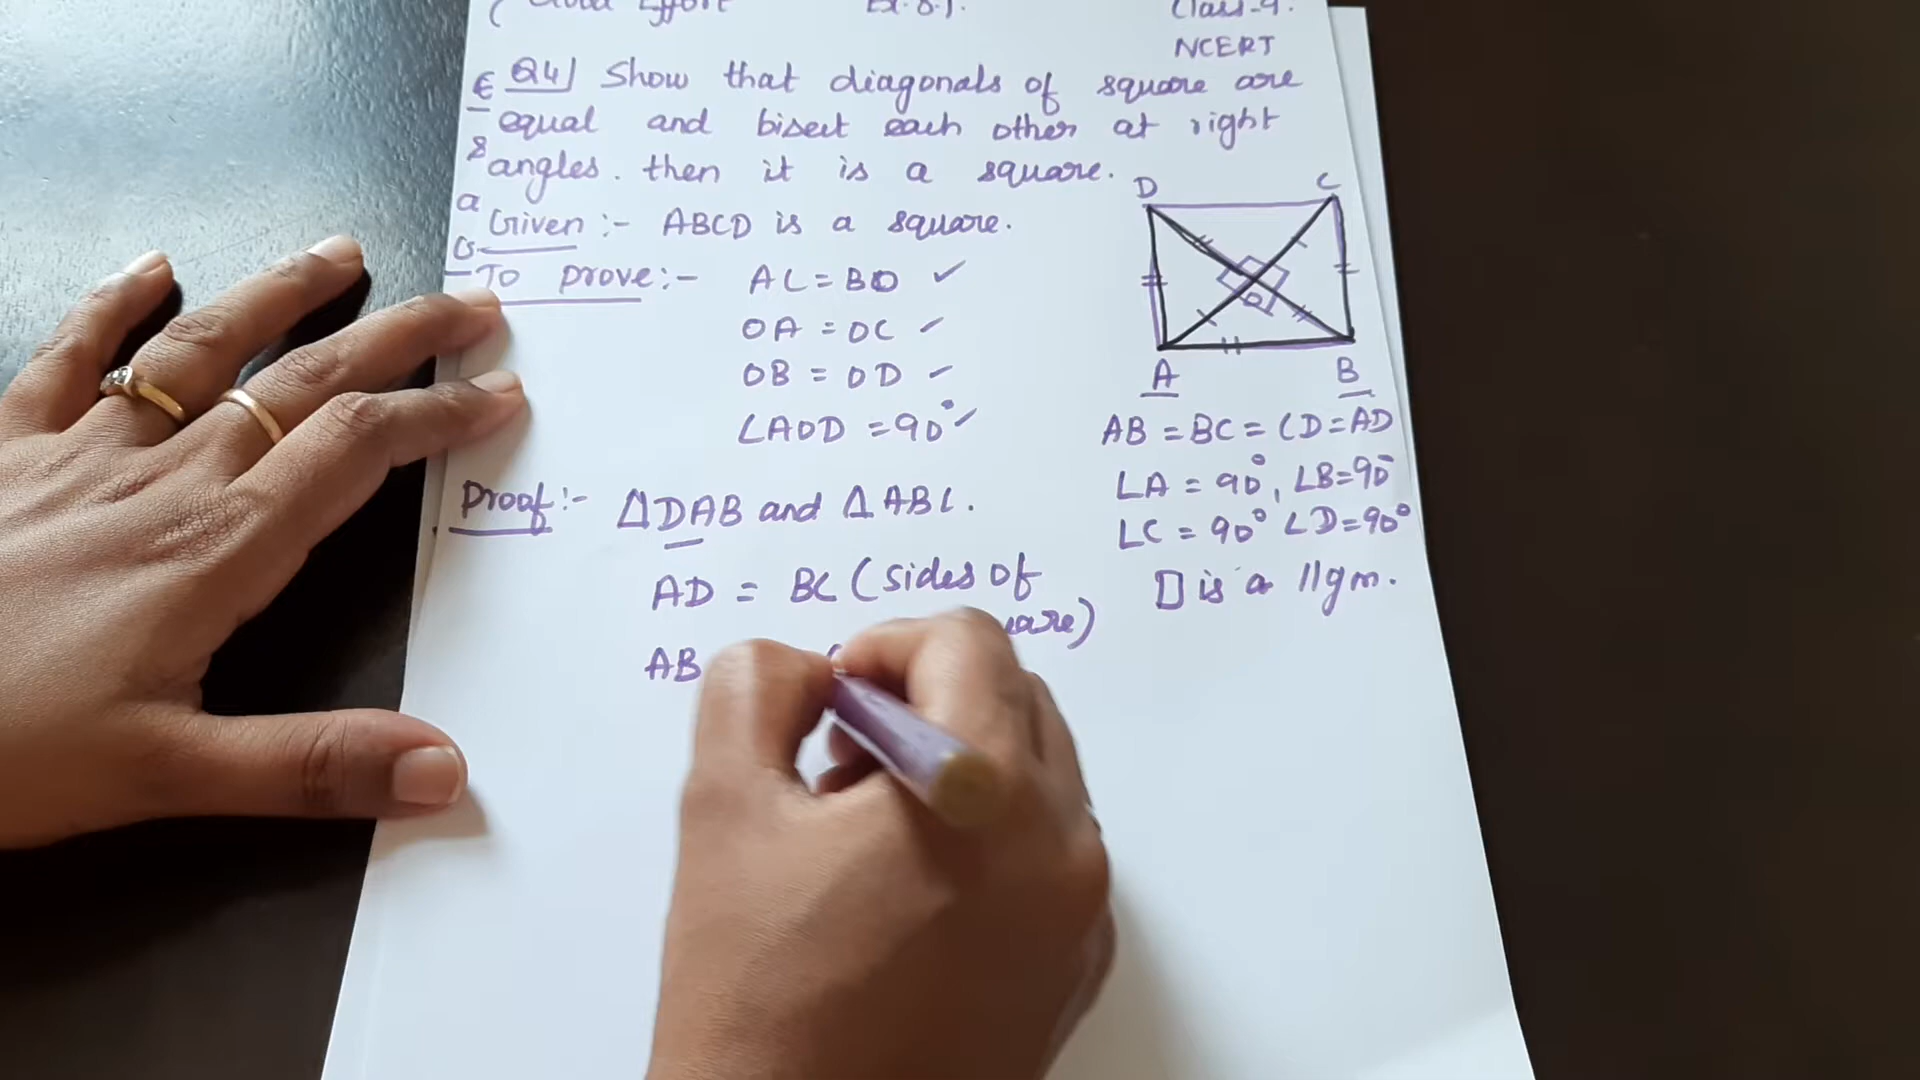 Class-9.
NCERT
Q4) Show that diagonals of square are
equal and bisect each other at right
angles. then it is a square.
Given :- ABCD is a square.
To prove:- AC = BD ✓
OA = OC ✓
OB = OD ✓
∠AOD = 90° ✓
D C
O
A B
AB = BC = CD = AD
∠A = 90°, ∠B=90°
∠C = 90° ∠D=90°
□ is a ||gm.
Proof:- ΔDAB and ΔABC.
AD = BC (sides of
AB